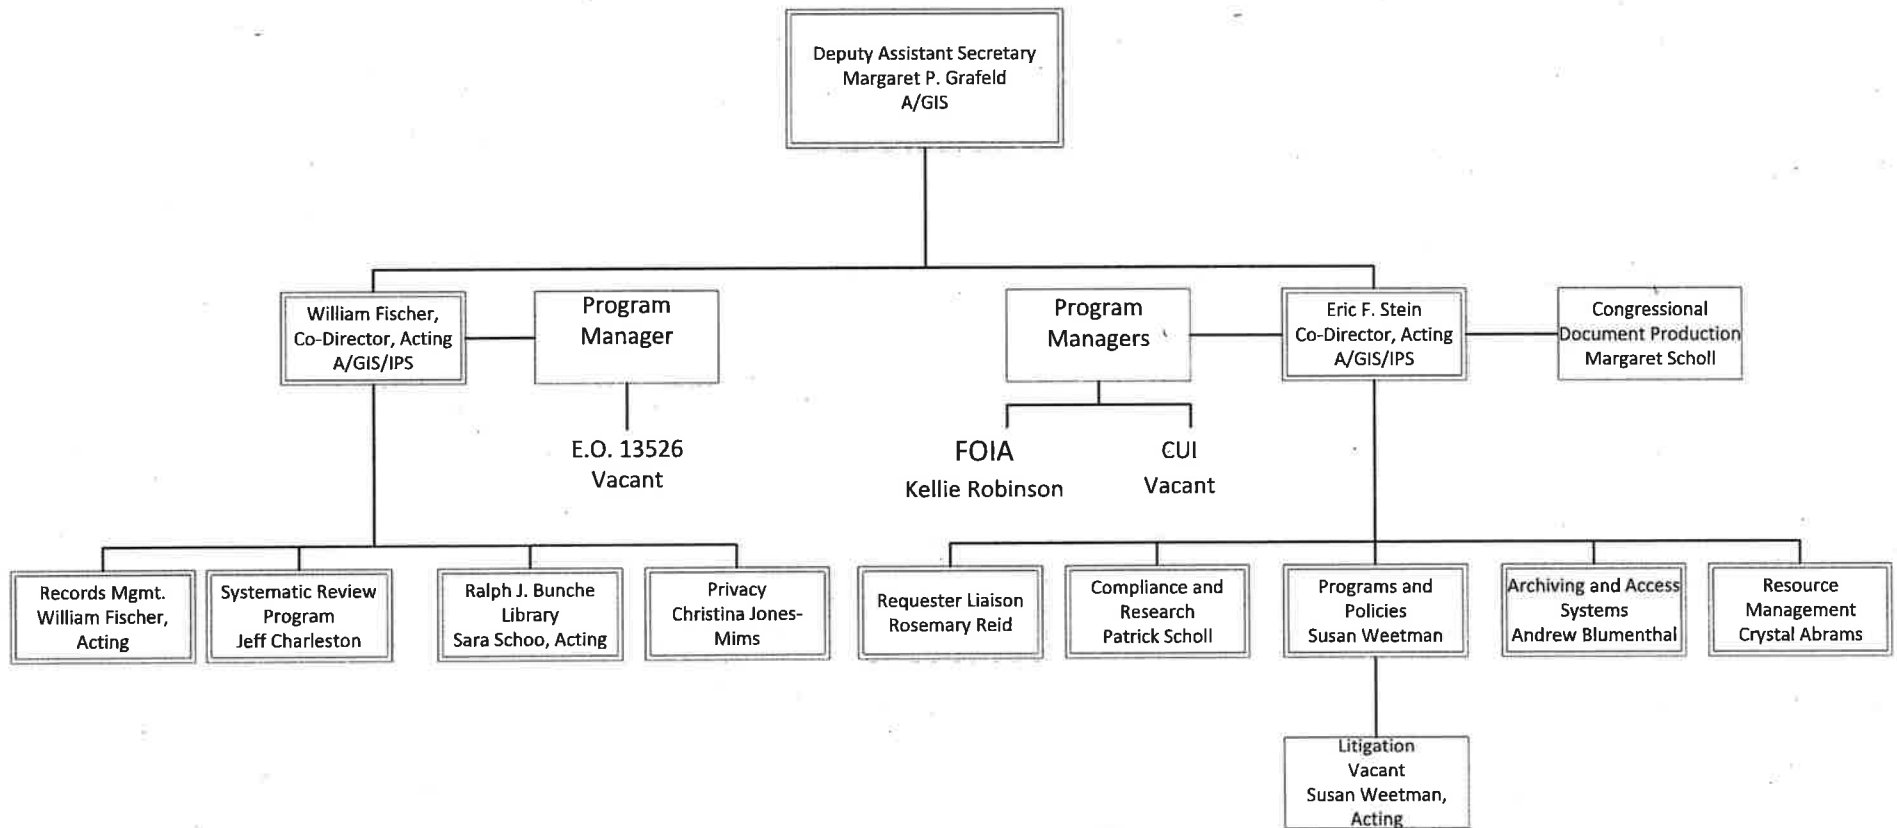 Deputy Assistant Secretary
Margaret P. Grafeld
A/GIS
William Fischer,
Co-Director, Acting
A/GIS/IPS
Program
Manager
E.O. 13526
Vacant
Program
Managers
FOIA
Kellie Robinson
CUI
Vacant
Eric F. Stein
Co-Director, Acting
A/GIS/IPS
Congressional
Document Production
Margaret Scholl
Records Mgmt.
William Fischer,
Acting
Systematic Review
Program
Jeff Charleston
Ralph J. Bunche
Library
Sara Schoo, Acting
Privacy
Christina Jones-
Mims
Requester Liaison
Rosemary Reid
Compliance and
Research
Patrick Scholl
Programs and
Policies
Susan Weetman
Archiving and Access
Systems
Andrew Blumenthal
Resource
Management
Crystal Abrams
Litigation
Vacant
Susan Weetman,
Acting